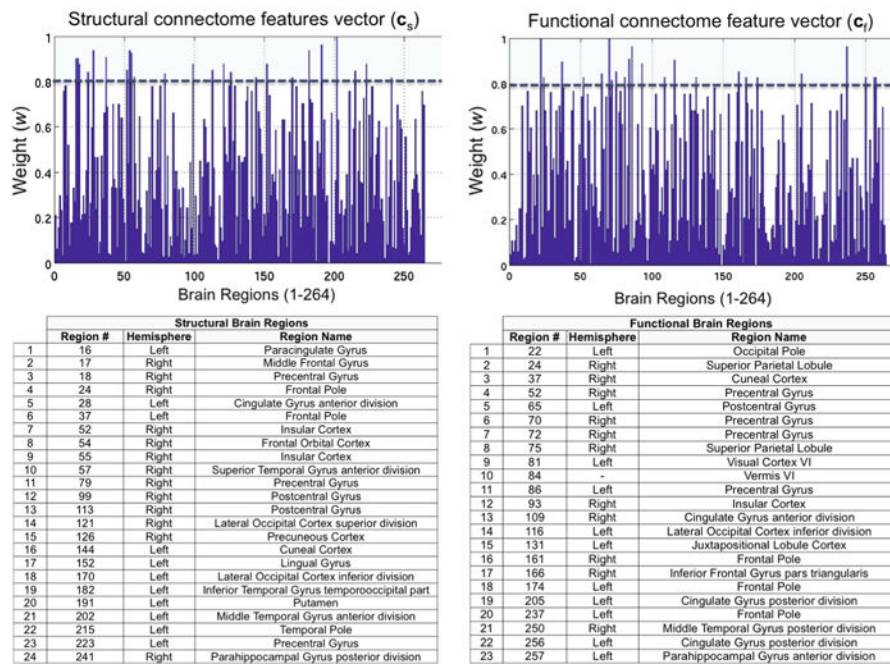 Structural connectome features vector (cs)
Weight (w)
1
0.8
0.6
0.4
0.2
0
0 50 100 150 200 250
Brain Regions (1-264)
Functional connectome feature vector (cf)
Weight (w)
1
0.8
0.6
0.4
0.2
0
0 50 100 150 200 250
Brain Regions (1-264)
Structural Brain Regions
Region # Hemisphere Region Name
1 16 Left Paracingulate Gyrus
2 17 Right Middle Frontal Gyrus
3 18 Right Precentral Gyrus
4 24 Right Frontal Pole
5 28 Left Cingulate Gyrus anterior division
6 37 Left Frontal Pole
7 52 Right Insular Cortex
8 54 Right Frontal Orbital Cortex
9 55 Right Insular Cortex
10 57 Right Superior Temporal Gyrus anterior division
11 79 Right Precentral Gyrus
12 99 Right Postcentral Gyrus
13 113 Right Postcentral Gyrus
14 121 Right Lateral Occipital Cortex superior division
15 126 Right Precuneous Cortex
16 144 Left Cuneal Cortex
17 152 Left Lingual Gyrus
18 170 Left Lateral Occipital Cortex inferior division
19 182 Left Inferior Temporal Gyrus temporooccipital part
20 191 Left Putamen
21 202 Left Middle Temporal Gyrus anterior division
22 215 Left Temporal Pole
23 223 Left Precentral Gyrus
24 241 Right Parahippocampal Gyrus posterior division
Functional Brain Regions
Region # Hemisphere Region Name
1 22 Left Occipital Pole
2 24 Right Superior Parietal Lobule
3 37 Right Cuneal Cortex
4 52 Right Precentral Gyrus
5 65 Left Postcentral Gyrus
6 70 Right Precentral Gyrus
7 72 Right Precentral Gyrus
8 75 Right Superior Parietal Lobule
9 81 Left Visual Cortex VI
10 84 - Vermis VI
11 86 Left Precentral Gyrus
12 93 Right Insular Cortex
13 109 Right Cingulate Gyrus anterior division
14 116 Left Lateral Occipital Cortex inferior division
15 131 Left Juxtapositional Lobule Cortex
16 161 Right Frontal Pole
17 166 Right Inferior Frontal Gyrus pars triangularis
18 174 Left Frontal Pole
19 205 Left Cingulate Gyrus posterior division
20 237 Left Frontal Pole
21 250 Right Middle Temporal Gyrus posterior division
22 256 Left Cingulate Gyrus posterior division
23 257 Left Parahippocampal Gyrus anterior division